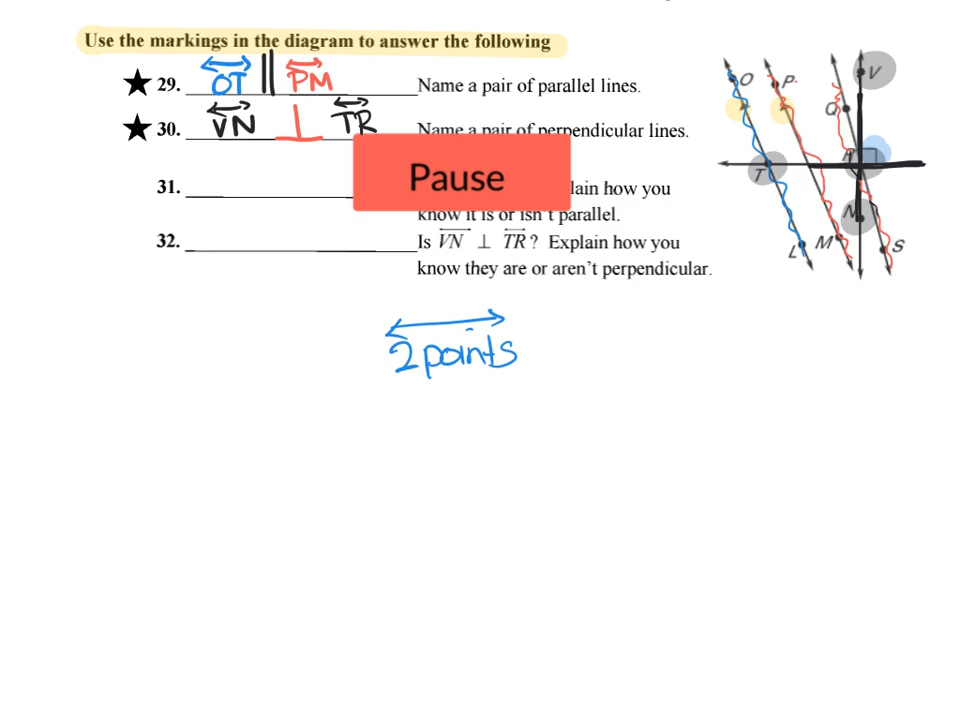 Use the markings in the diagram to answer the following
★ 29. OT || PM Name a pair of parallel lines.
★ 30. VN ⊥ TR Name a pair of perpendicular lines.
Pause
31. lain how you
know it is or isn't parallel.
32. Is VN ⊥ TR? Explain how you
know they are or aren't perpendicular.
2 points
O P V
Q
T R
N
L M S